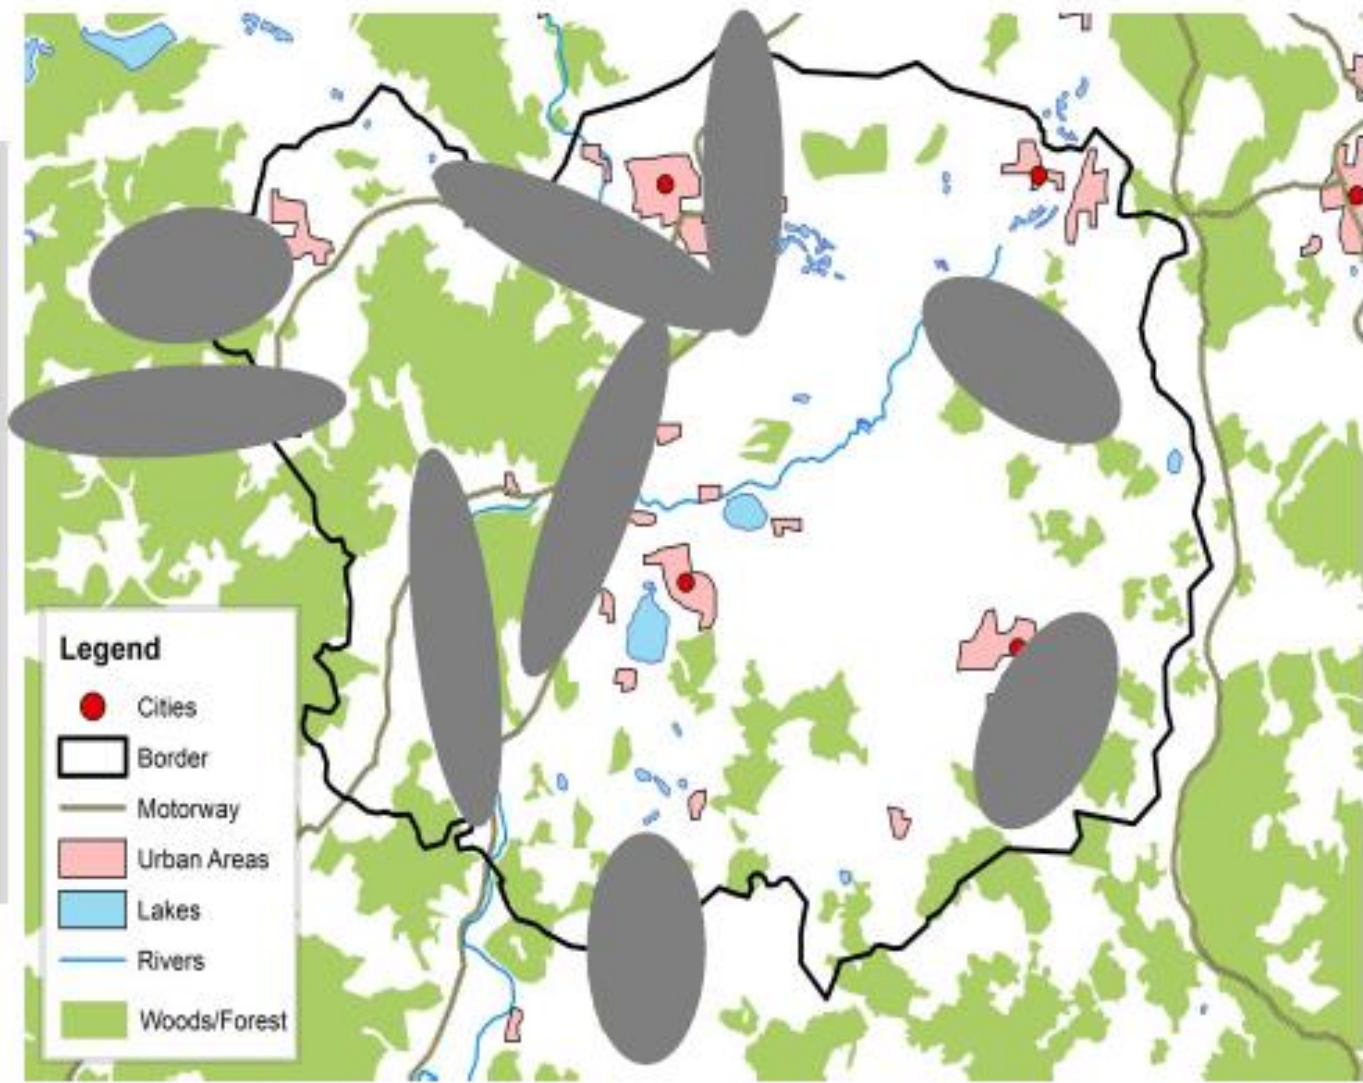 Legend
Cities
Border
Motorway
Urban Areas
Lakes
Rivers
Woods/Forest